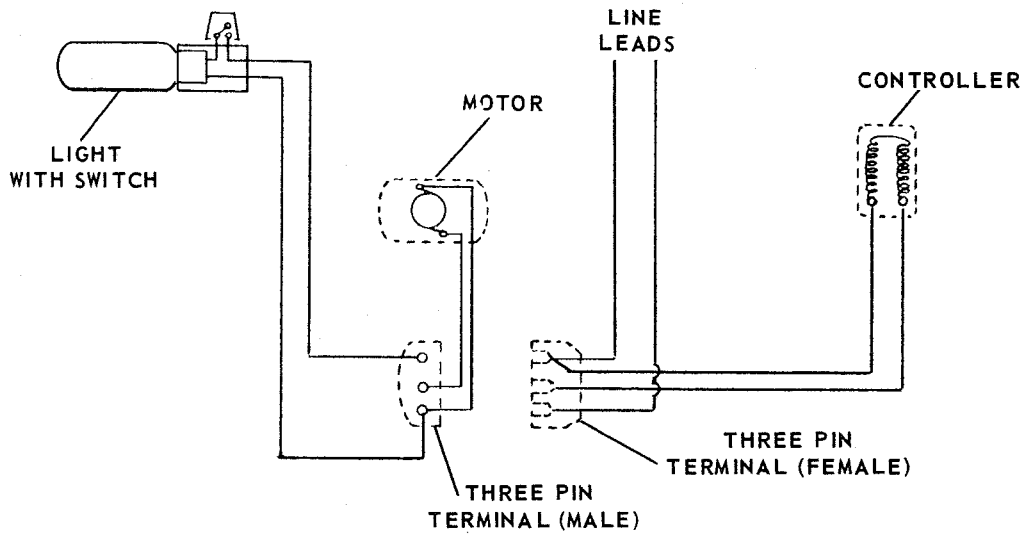 LINE
LEADS
CONTROLLER
MOTOR
LIGHT
WITH SWITCH
THREE PIN
TERMINAL (FEMALE)
THREE PIN
TERMINAL (MALE)